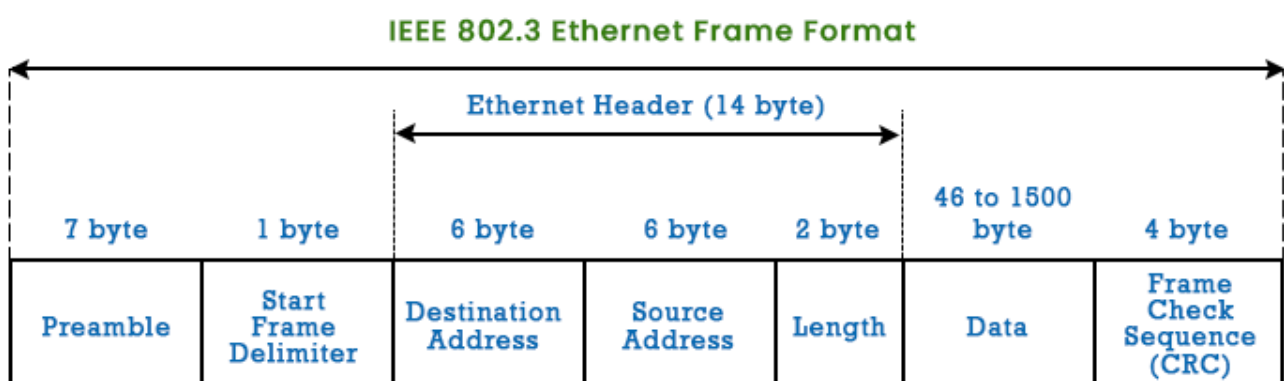 IEEE 802.3 Ethernet Frame Format
Ethernet Header (14 byte)
7 byte
1 byte
6 byte
6 byte
2 byte
46 to 1500
byte
4 byte
Preamble
Start
Frame
Delimiter
Destination
Address
Source
Address
Length
Data
Frame
Check
Sequence
(CRC)